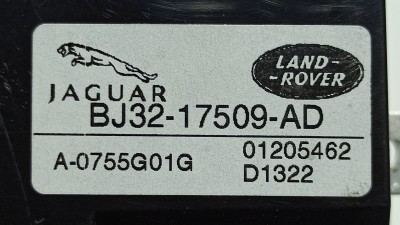 LAND-
-ROVER
JAGUAR
BJ32-17509-AD
A-0755G01G 01205462
D1322